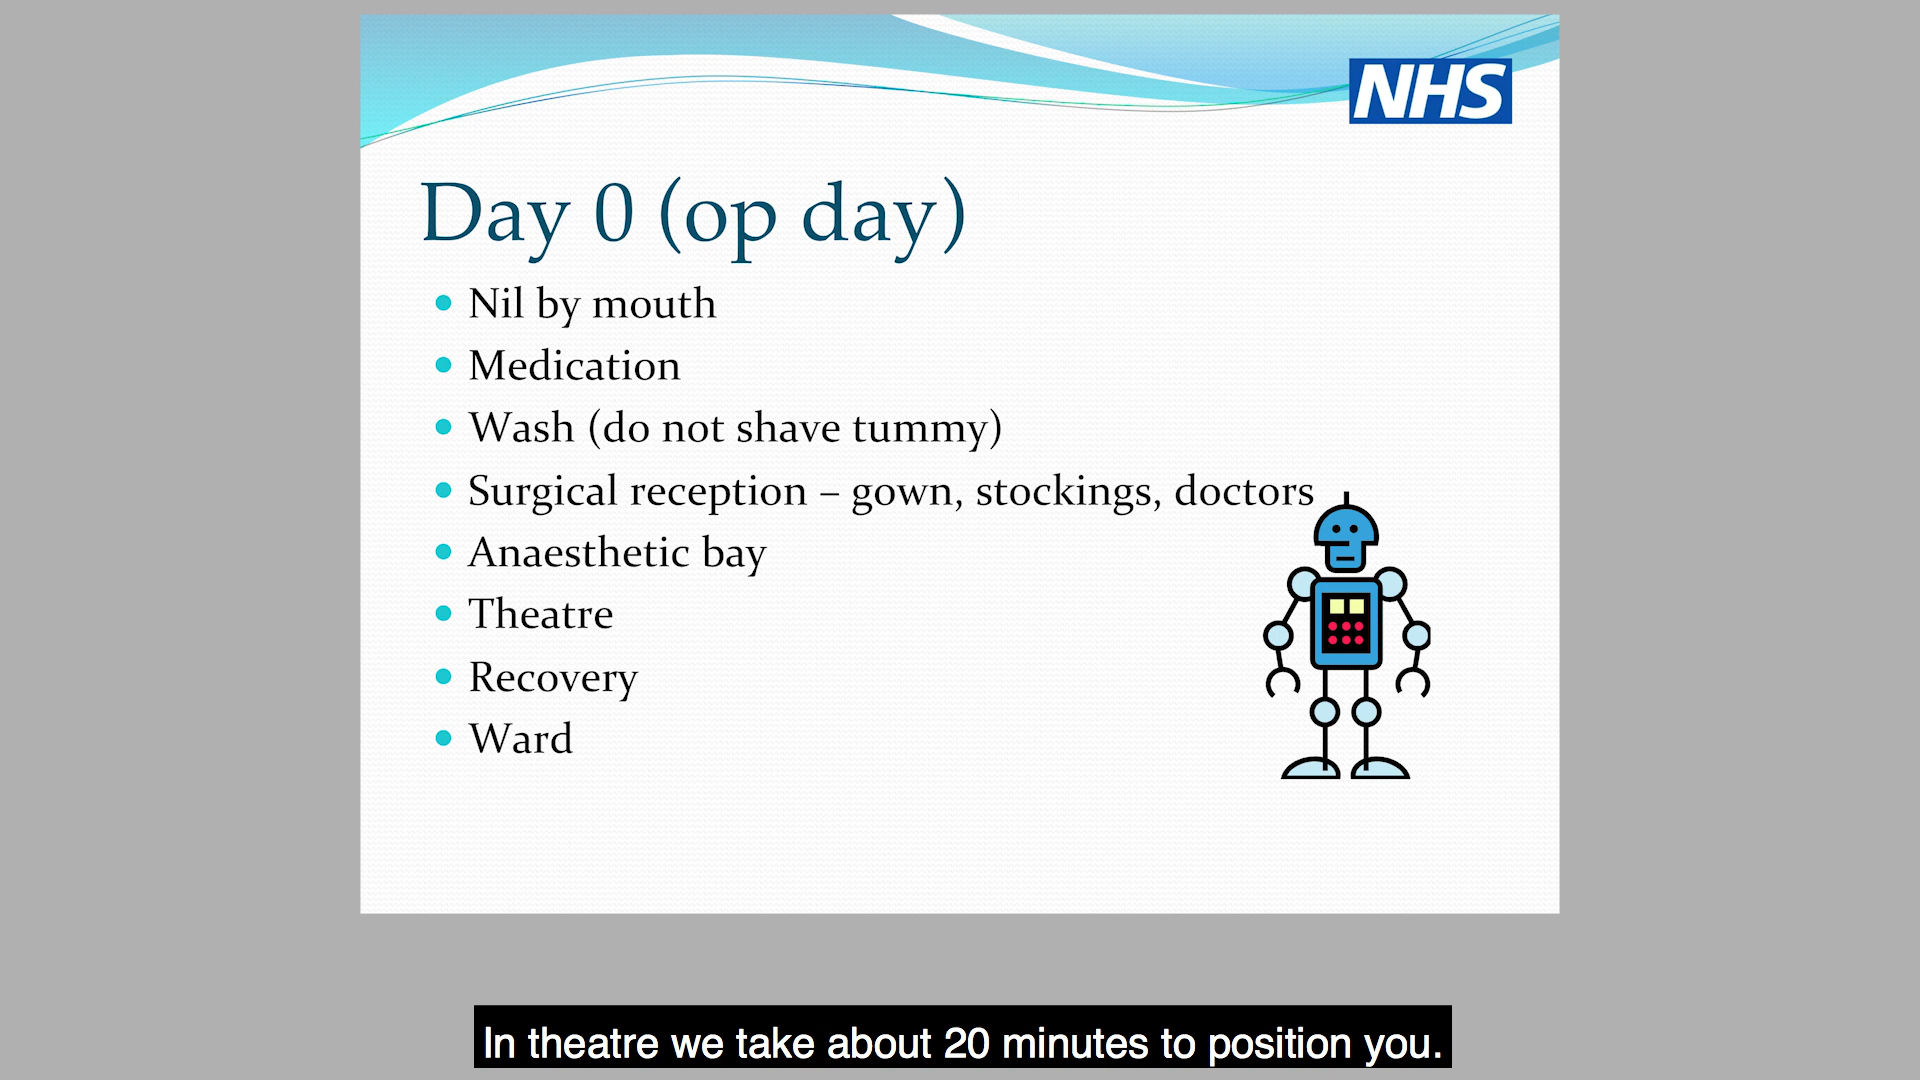 NHS
Day 0 (op day)
Nil by mouth
Medication
Wash (do not shave tummy)
Surgical reception – gown, stockings, doctors
Anaesthetic bay
Theatre
Recovery
Ward
In theatre we take about 20 minutes to position you.